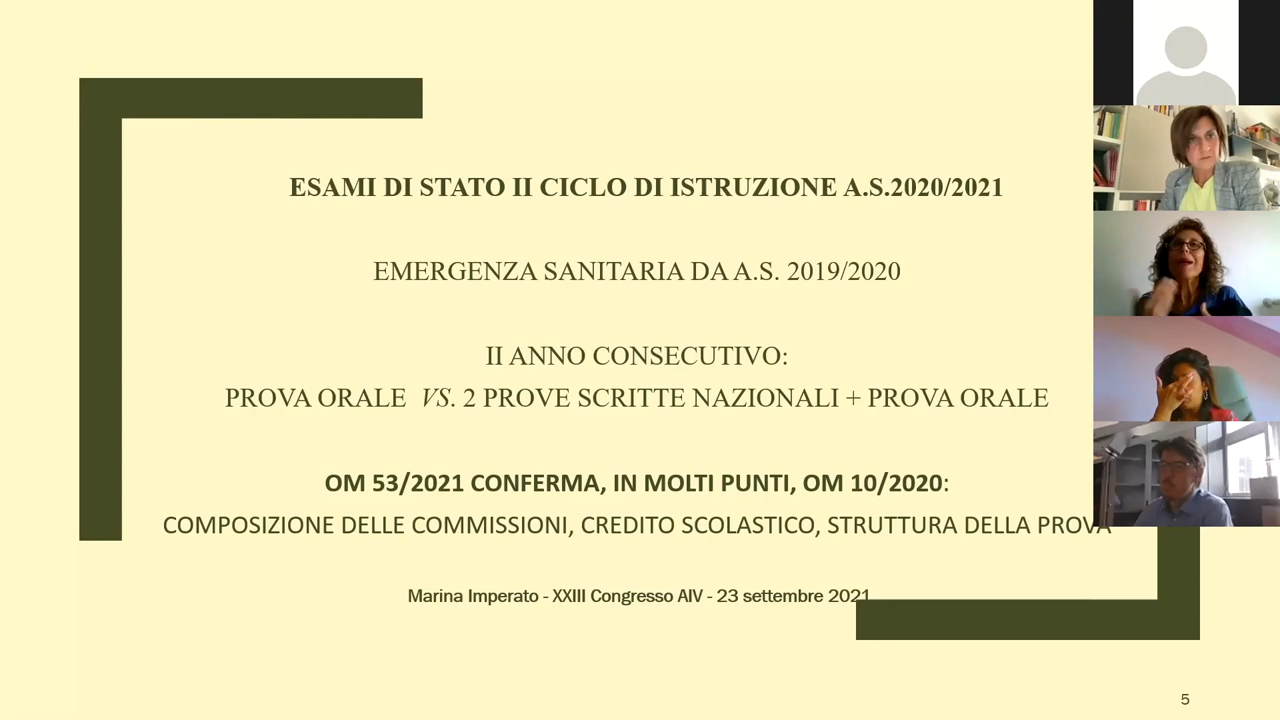 ESAMI DI STATO II CICLO DI ISTRUZIONE A.S.2020/2021
EMERGENZA SANITARIA DA A.S. 2019/2020
II ANNO CONSECUTIVO:
PROVA ORALE VS. 2 PROVE SCRITTE NAZIONALI + PROVA ORALE
OM 53/2021 CONFERMA, IN MOLTI PUNTI, OM 10/2020:
COMPOSIZIONE DELLE COMMISSIONI, CREDITO SCOLASTICO, STRUTTURA DELLA PROVA
Marina Imperato - XXIII Congresso AIV - 23 settembre 2021
5